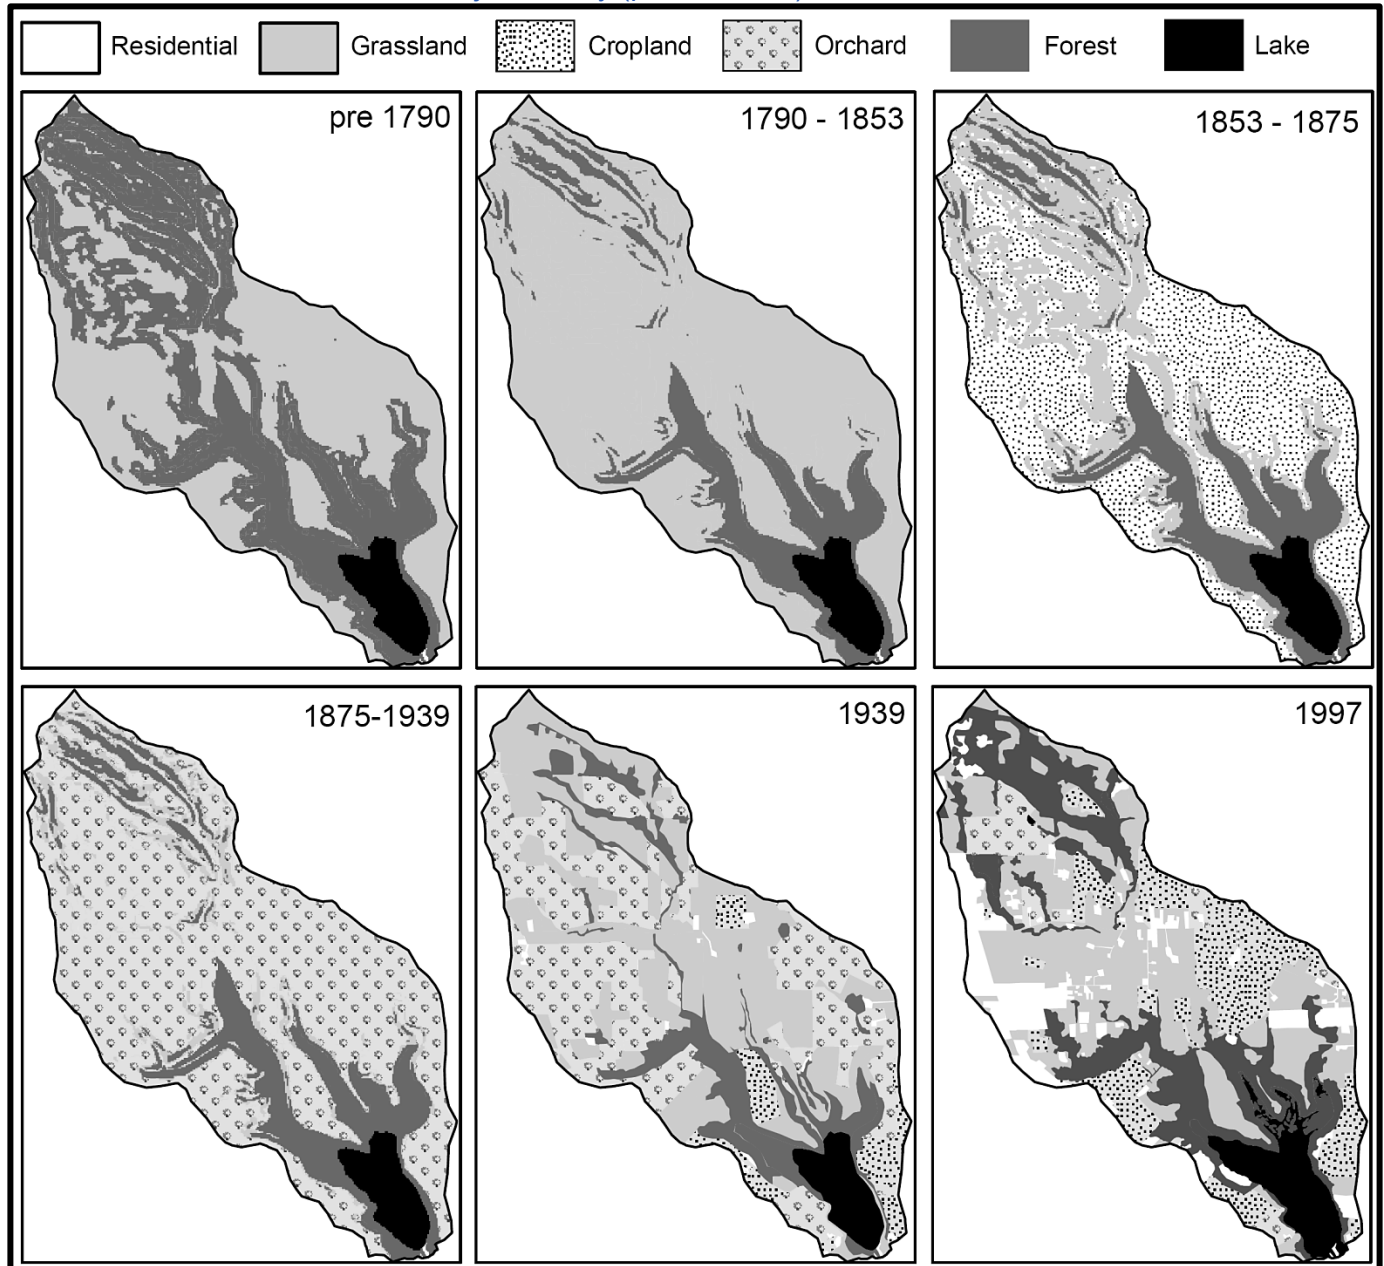 Residential Grassland Cropland Orchard Forest Lake
pre 1790
1790 - 1853
1853 - 1875
1875-1939
1939
1997